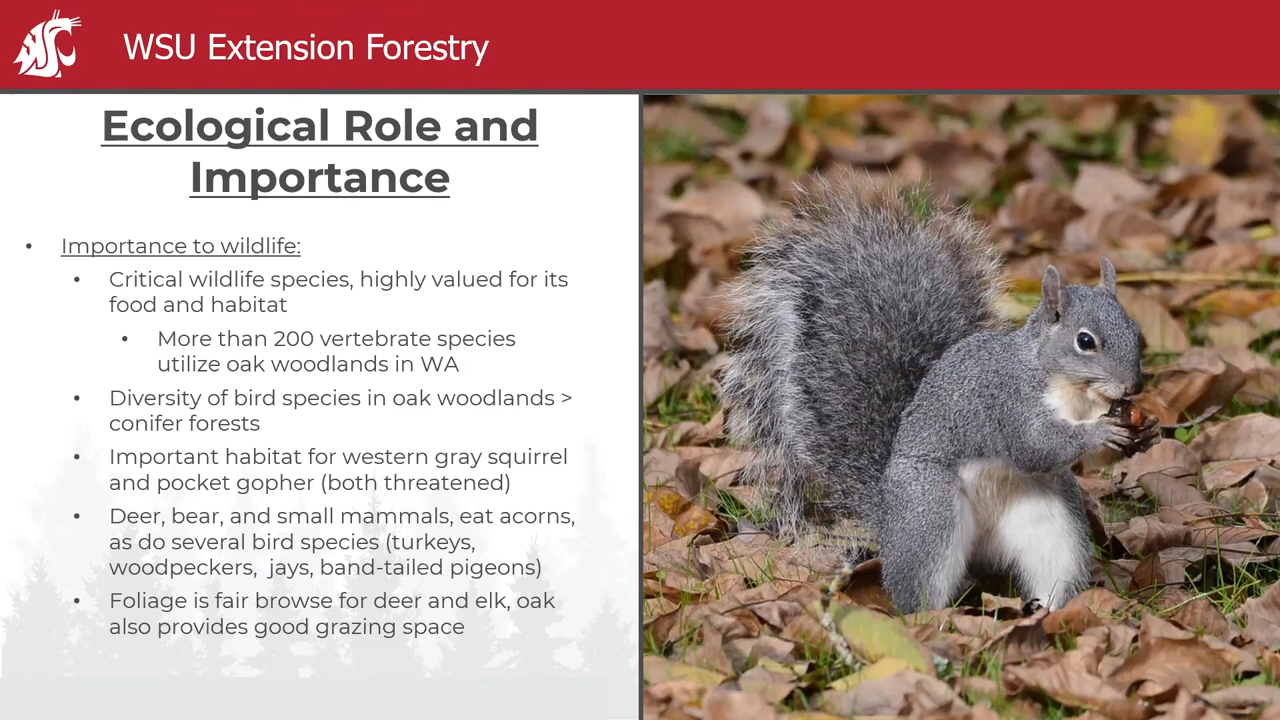 WSU Extension Forestry
Ecological Role and
Importance
• Importance to wildlife:
• Critical wildlife species, highly valued for its
food and habitat
• More than 200 vertebrate species
utilize oak woodlands in WA
• Diversity of bird species in oak woodlands >
conifer forests
• Important habitat for western gray squirrel
and pocket gopher (both threatened)
• Deer, bear, and small mammals, eat acorns,
as do several bird species (turkeys,
woodpeckers,  jays, band-tailed pigeons)
• Foliage is fair browse for deer and elk, oak
also provides good grazing space